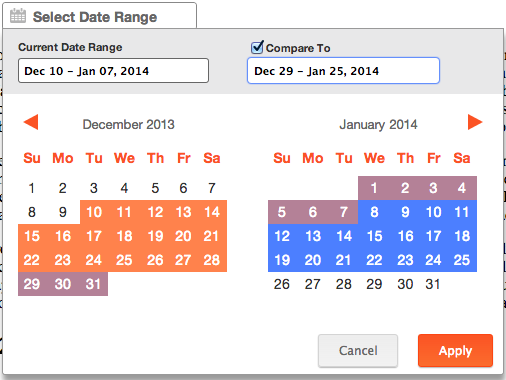 Select Date Range
Current Date Range
Compare To
Dec 10 – Jan 07, 2014
Dec 29 – Jan 25, 2014
December 2013
Su Mo Tu We Th Fr Sa
1 2 3 4 5 6 7
8 9 10 11 12 13 14
15 16 17 18 19 20 21
22 23 24 25 26 27 28
29 30 31
January 2014
Su Mo Tu We Th Fr Sa
1 2 3 4
5 6 7 8 9 10 11
12 13 14 15 16 17 18
19 20 21 22 23 24 25
26 27 28 29 30 31
Cancel
Apply